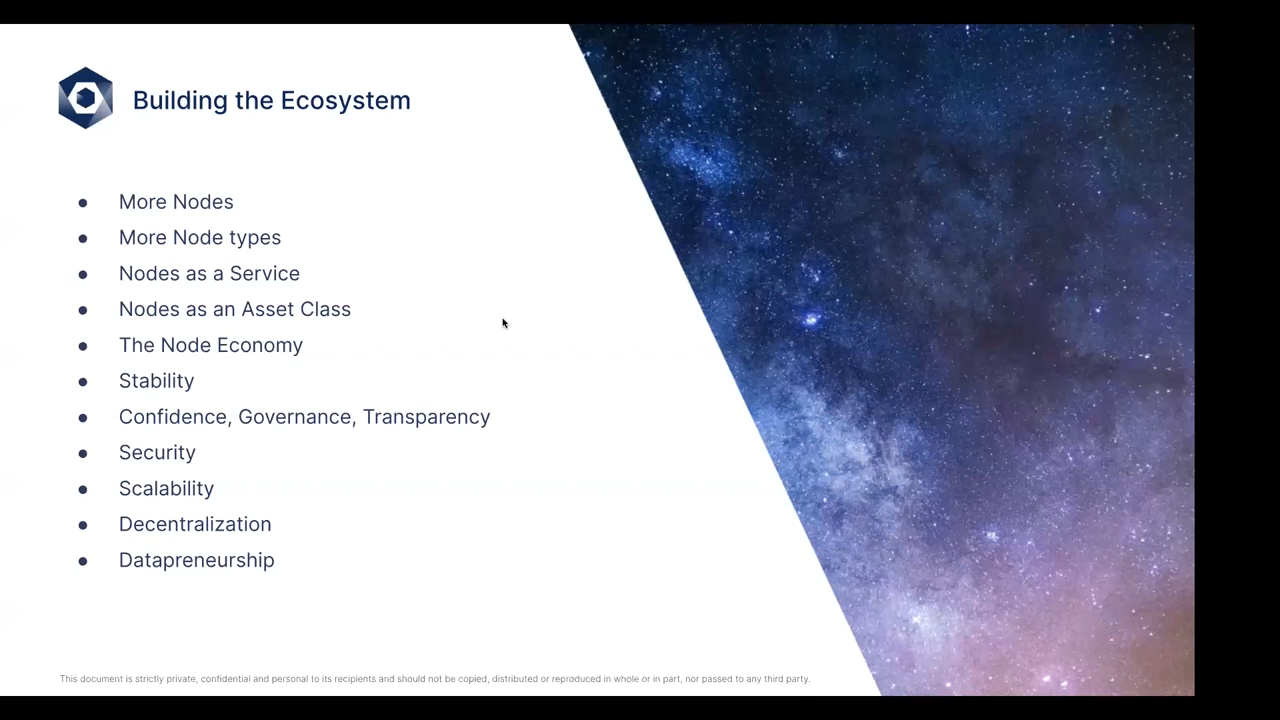 Building the Ecosystem
● More Nodes
● More Node types
● Nodes as a Service
● Nodes as an Asset Class
● The Node Economy
● Stability
● Confidence, Governance, Transparency
● Security
● Scalability
● Decentralization
● Datapreneurship
This document is strictly private, confidential and personal to its recipients and should not be copied, distributed or reproduced in whole or in part, nor passed to any third party.